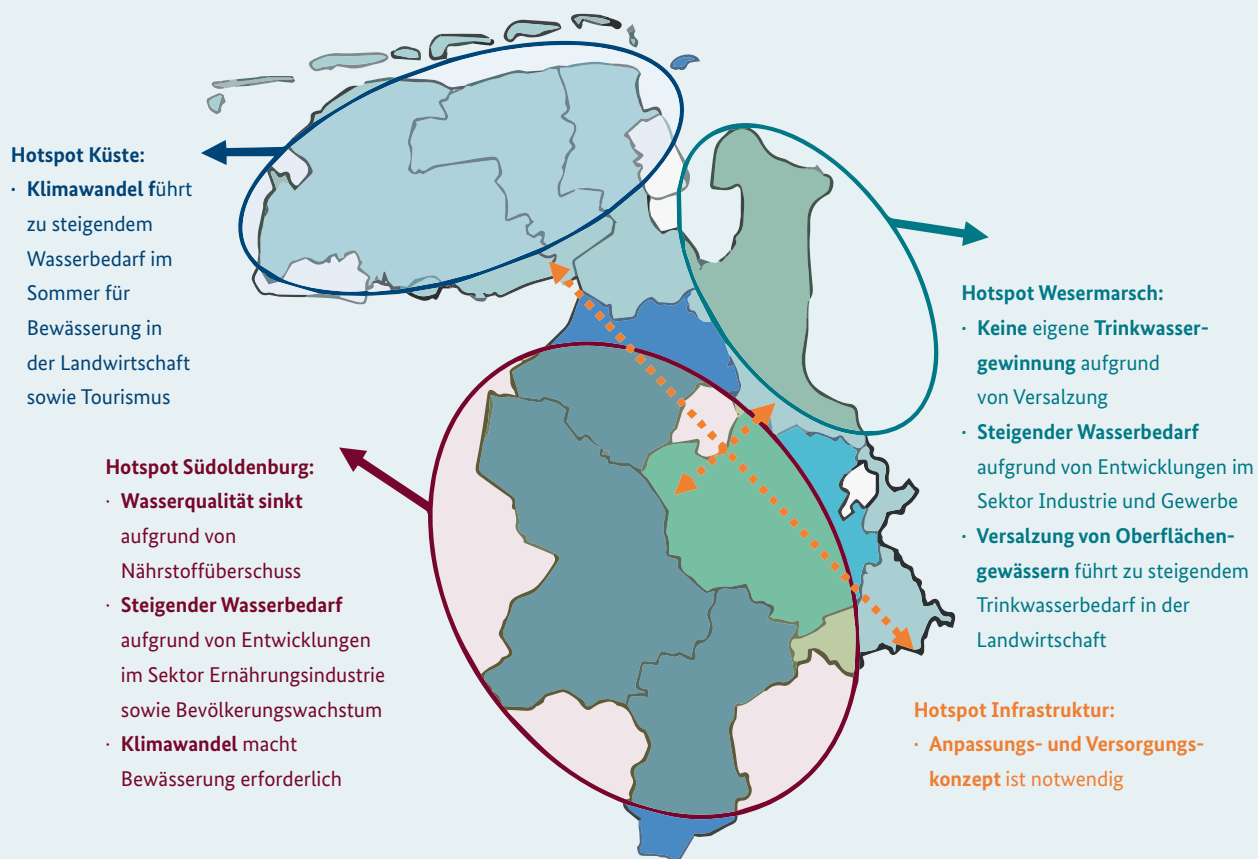 Hotspot Küste:
· Klimawandel führt
zu steigendem
Wasserbedarf im
Sommer für
Bewässerung in
der Landwirtschaft
sowie Tourismus
Hotspot Südoldenburg:
· Wasserqualität sinkt
aufgrund von
Nährstoffüberschuss
· Steigender Wasserbedarf
aufgrund von Entwicklungen
im Sektor Ernährungsindustrie
sowie Bevölkerungswachstum
· Klimawandel macht
Bewässerung erforderlich
Hotspot Wesermarsch:
· Keine eigene Trinkwasser-
gewinnung aufgrund
von Versalzung
· Steigender Wasserbedarf
aufgrund von Entwicklungen im
Sektor Industrie und Gewerbe
· Versalzung von Oberflächen-
gewässern führt zu steigendem
Trinkwasserbedarf in der
Landwirtschaft
Hotspot Infrastruktur:
· Anpassungs- und Versorgungs-
konzept ist notwendig